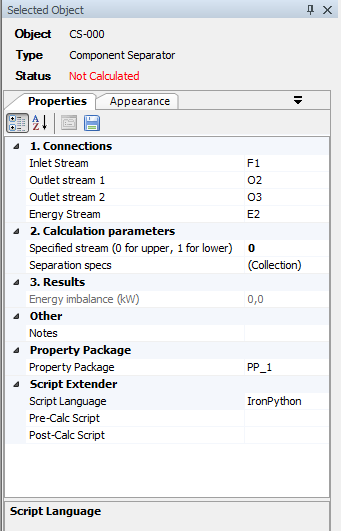 Selected Object
Object CS-000
Type Component Separator
Status Not Calculated
Properties Appearance
1. Connections
Inlet Stream F1
Outlet stream 1 O2
Outlet stream 2 O3
Energy Stream E2
2. Calculation parameters
Specified stream (0 for upper, 1 for lower) 0
Separation specs (Collection)
3. Results
Energy imbalance (kW) 0,0
Other
Notes
Property Package
Property Package PP_1
Script Extender
Script Language IronPython
Pre-Calc Script
Post-Calc Script
Script Language